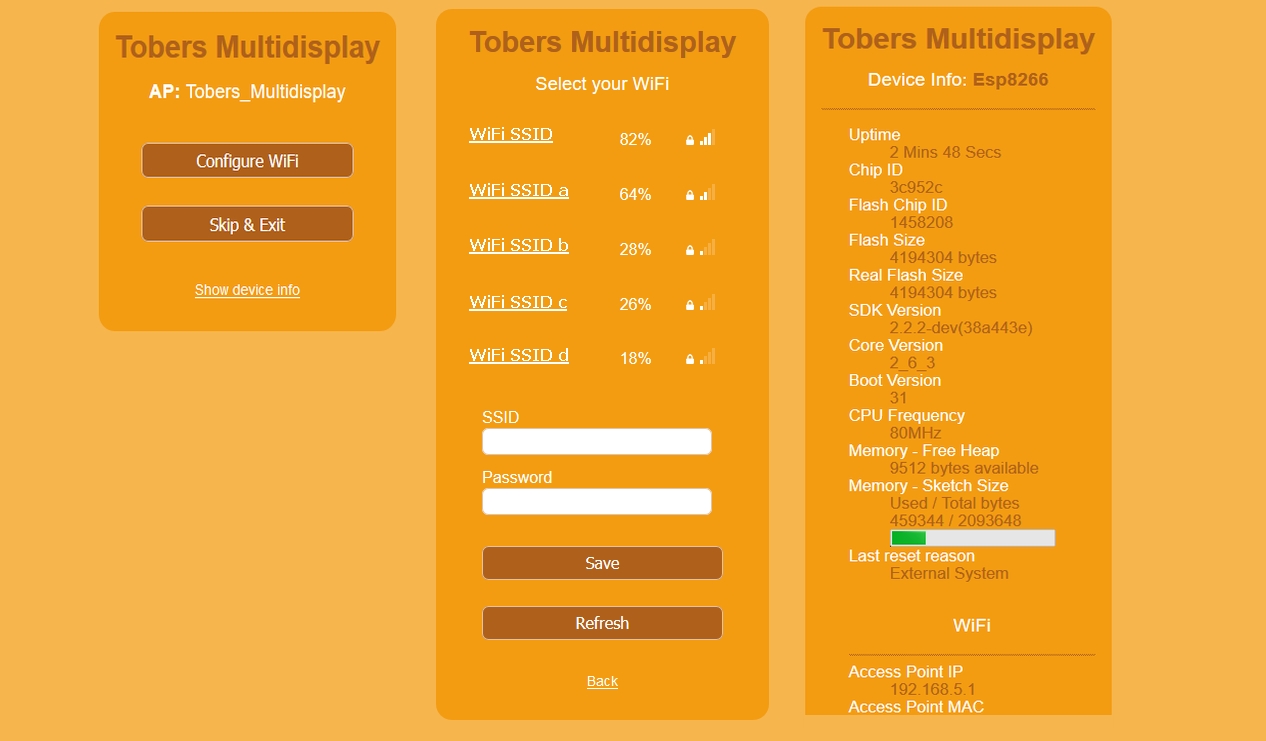 Tobers Multidisplay
AP: Tobers_Multidisplay
Configure WiFi
Skip & Exit
Show device info
Tobers Multidisplay
Select your WiFi
WiFi SSID 82%
WiFi SSID a 64%
WiFi SSID b 28%
WiFi SSID c 26%
WiFi SSID d 18%
SSID
Password
Save
Refresh
Back
Tobers Multidisplay
Device Info: Esp8266
Uptime
2 Mins 48 Secs
Chip ID
3c952c
Flash Chip ID
1458208
Flash Size
4194304 bytes
Real Flash Size
4194304 bytes
SDK Version
2.2.2-dev(38a443e)
Core Version
2_6_3
Boot Version
31
CPU Frequency
80MHz
Memory - Free Heap
9512 bytes available
Memory - Sketch Size
Used / Total bytes
459344 / 2093648
Last reset reason
External System
WiFi
Access Point IP
192.168.5.1
Access Point MAC